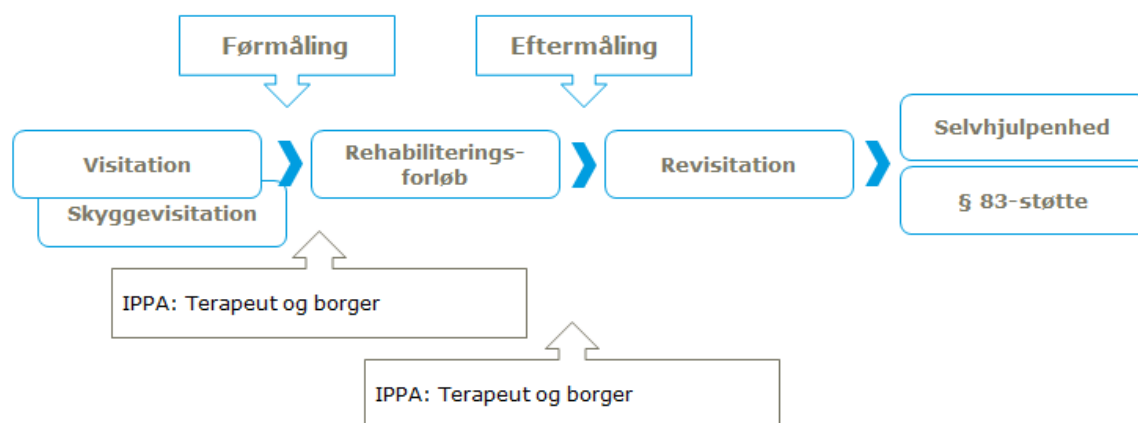 Førmåling
Eftermåling
Visitation
Skyggevisitation
Rehabiliterings-
forløb
Revisitation
Selvhjulpenhed
§ 83-støtte
IPPA: Terapeut og borger
IPPA: Terapeut og borger